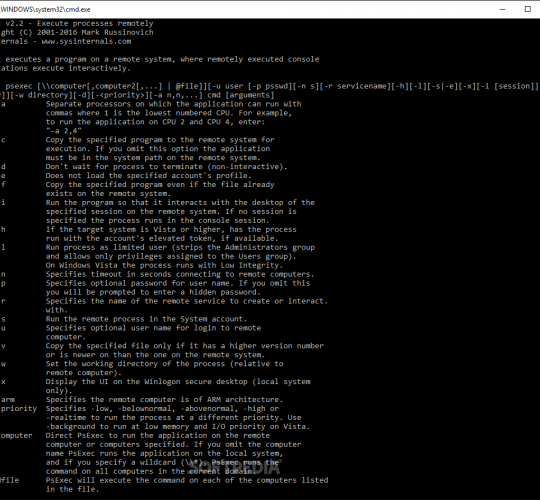 WINDOWS\system32\cmd.exe
v2.2 - Execute processes remotely
ght (C) 2001-2016 Mark Russinovich
ternals - www.sysinternals.com
executes a program on a remote system, where remotely executed console
ations execute interactively.
psexec [\\computer[,computer2[,...] | @file]][-u user [-p psswd][-n s][-r servicename][-h][-l][-s|-e][-x][-i [session]]
r]][-w directory][-d][-<priority>][-a n,n,...] cmd [arguments]
a Separate processors on which the application can run with
commas where 1 is the lowest numbered CPU. For example,
to run the application on CPU 2 and CPU 4, enter:
"-a 2,4"
c Copy the specified program to the remote system for
execution. If you omit this option the application
must be in the system path on the remote system.
d Don't wait for process to terminate (non-interactive).
e Does not load the specified account's profile.
f Copy the specified program even if the file already
exists on the remote system.
i Run the program so that it interacts with the desktop of the
specified session on the remote system. If no session is
specified the process runs in the console session.
h If the target system is Vista or higher, has the process
run with the account's elevated token, if available.
l Run process as limited user (strips the Administrators group
and allows only privileges assigned to the Users group).
On Windows Vista the process runs with Low Integrity.
n Specifies timeout in seconds connecting to remote computers.
p Specifies optional password for user name. If you omit this
you will be prompted to enter a hidden password.
r Specifies the name of the remote service to create or interact.
with.
s Run the remote process in the System account.
u Specifies optional user name for login to remote
computer.
v Copy the specified file only if it has a higher version number
or is newer on than the one on the remote system.
w Set the working directory of the process (relative to
remote computer).
x Display the UI on the Winlogon secure desktop (local system
only).
arm Specifies the remote computer is of ARM architecture.
priority Specifies -low, -belownormal, -abovenormal, -high or
-realtime to run the process at a different priority. Use
-background to run at low memory and I/O priority on Vista.
omputer Direct PsExec to run the application on the remote
computer or computers specified. If you omit the computer
name PsExec runs the application on the local system,
and if you specify a wildcard (\\*), PsExec runs the
command on all computers in the current domain.
@file PsExec will execute the command on each of the computers listed
in the file.
SOFTPEDIA